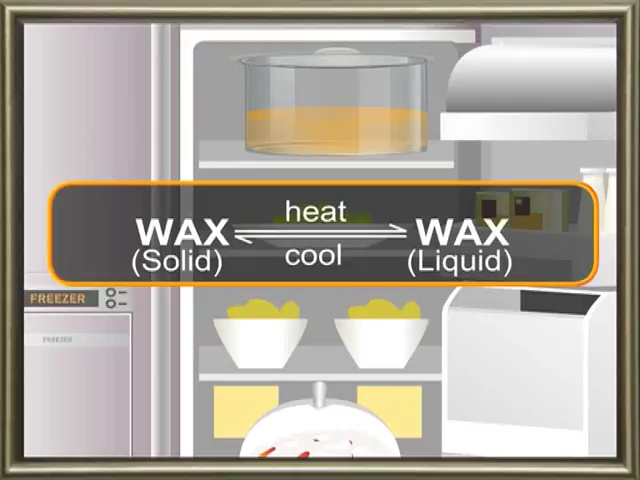 heat
WAX WAX
(Solid) cool (Liquid)
FREEZER
FREEZER